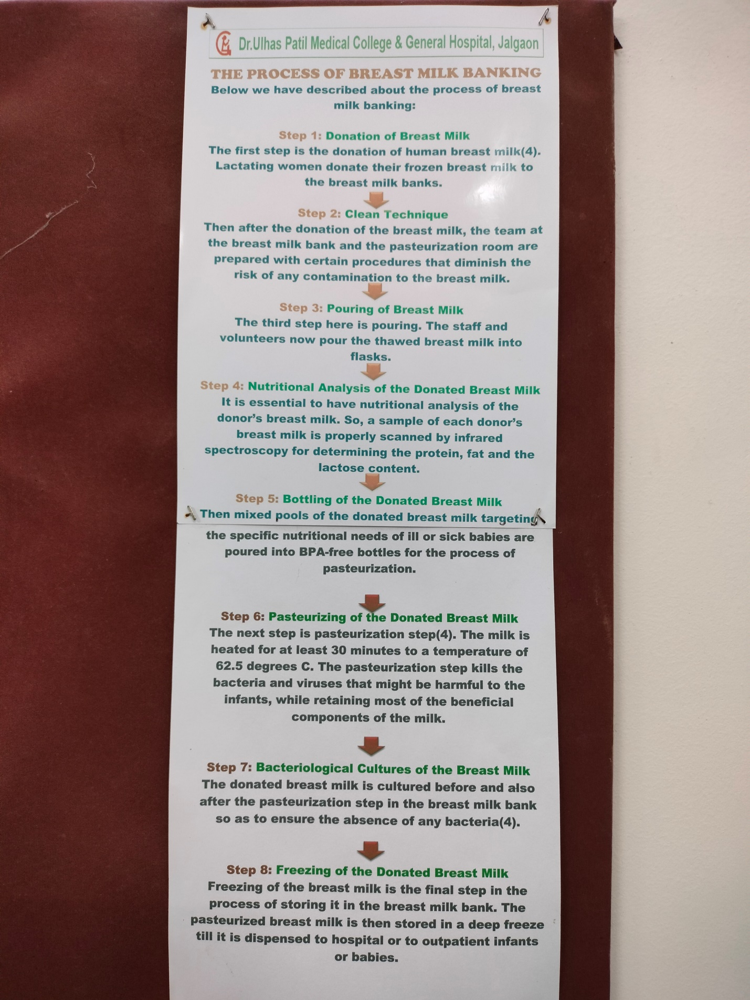 Dr.Ulhas Patil Medical College & General Hospital, Jalgaon
THE PROCESS OF BREAST MILK BANKING
Below we have described about the process of breast
milk banking:
Step 1: Donation of Breast Milk
The first step is the donation of human breast milk(4).
Lactating women donate their frozen breast milk to
the breast milk banks.
Step 2: Clean Technique
Then after the donation of the breast milk, the team at
the breast milk bank and the pasteurization room are
prepared with certain procedures that diminish the
risk of any contamination to the breast milk.
Step 3: Pouring of Breast Milk
The third step here is pouring. The staff and
volunteers now pour the thawed breast milk into
flasks.
Step 4: Nutritional Analysis of the Donated Breast Milk
It is essential to have nutritional analysis of the
donor's breast milk. So, a sample of each donor's
breast milk is properly scanned by infrared
spectroscopy for determining the protein, fat and the
lactose content.
Step 5: Bottling of the Donated Breast Milk
Then mixed pools of the donated breast milk targeting
the specific nutritional needs of ill or sick babies are
poured into BPA-free bottles for the process of
pasteurization.
Step 6: Pasteurizing of the Donated Breast Milk
The next step is pasteurization step(4). The milk is
heated for at least 30 minutes to a temperature of
62.5 degrees C. The pasteurization step kills the
bacteria and viruses that might be harmful to the
infants, while retaining most of the beneficial
components of the milk.
Step 7: Bacteriological Cultures of the Breast Milk
The donated breast milk is cultured before and also
after the pasteurization step in the breast milk bank
so as to ensure the absence of any bacteria(4).
Step 8: Freezing of the Donated Breast Milk
Freezing of the breast milk is the final step in the
process of storing it in the breast milk bank. The
pasteurized breast milk is then stored in a deep freeze
till it is dispensed to hospital or to outpatient infants
or babies.